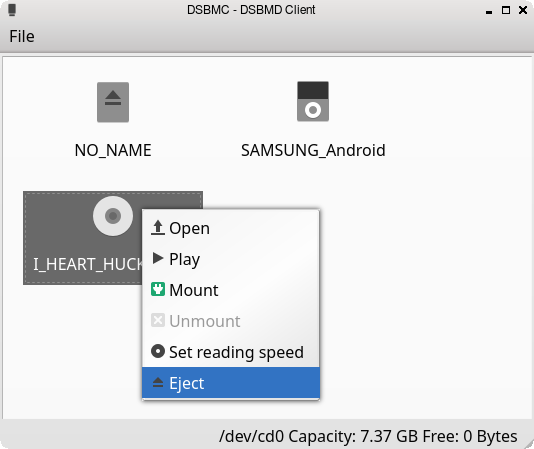 DSBMC - DSBMD Client
File
NO_NAME
SAMSUNG_Android
I_HEART_HUCK
Open
Play
Mount
Unmount
Set reading speed
Eject
/dev/cd0 Capacity: 7.37 GB Free: 0 Bytes